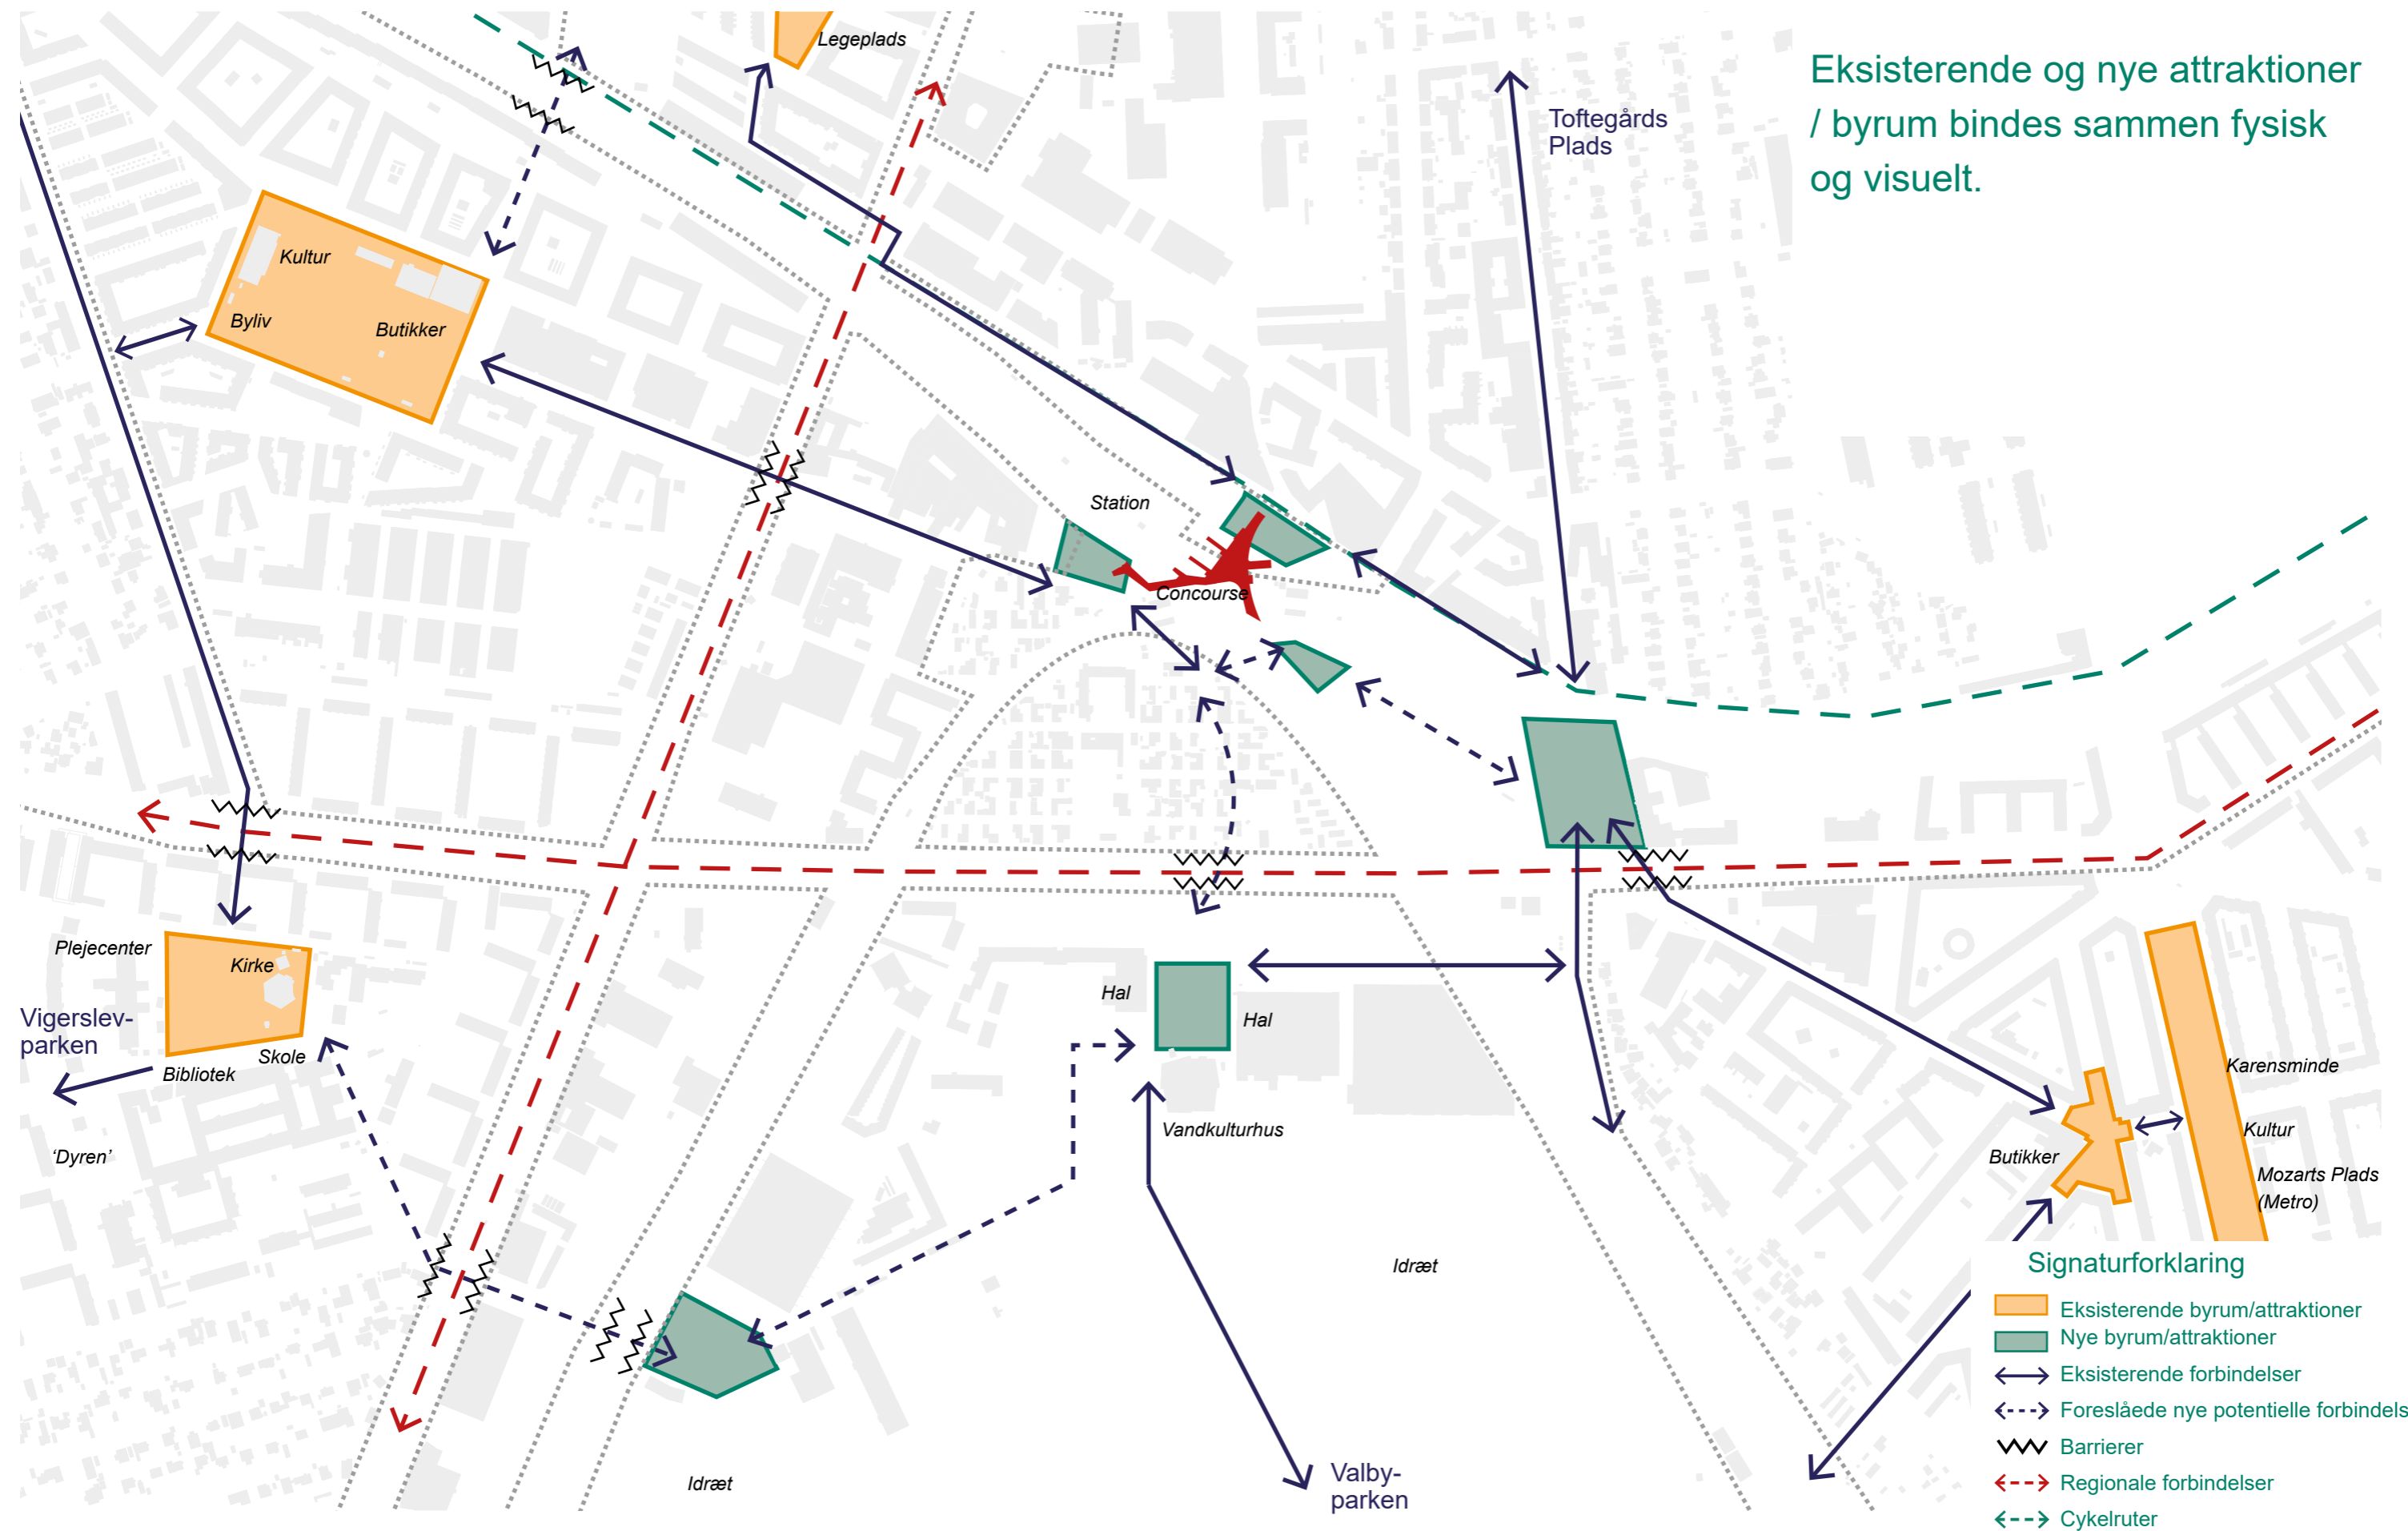 Legeplads
Eksisterende og nye attraktioner
/ byrum bindes sammen fysisk
og visuelt.
Toftegårds
Plads
Kultur
Byliv
Butikker
Station
Concourse
Plejecenter
Kirke
Vigerslev-
parken
Skole
Bibliotek
'Dyren'
Hal
Hal
Vandkulturhus
Karensminde
Kultur
Butikker
Mozarts Plads
(Metro)
Idræt
Idræt
Valby-
parken
Signaturforklaring
Eksisterende byrum/attraktioner
Nye byrum/attraktioner
Eksisterende forbindelser
Foreslåede nye potentielle forbindels
Barrierer
Regionale forbindelser
Cykelruter